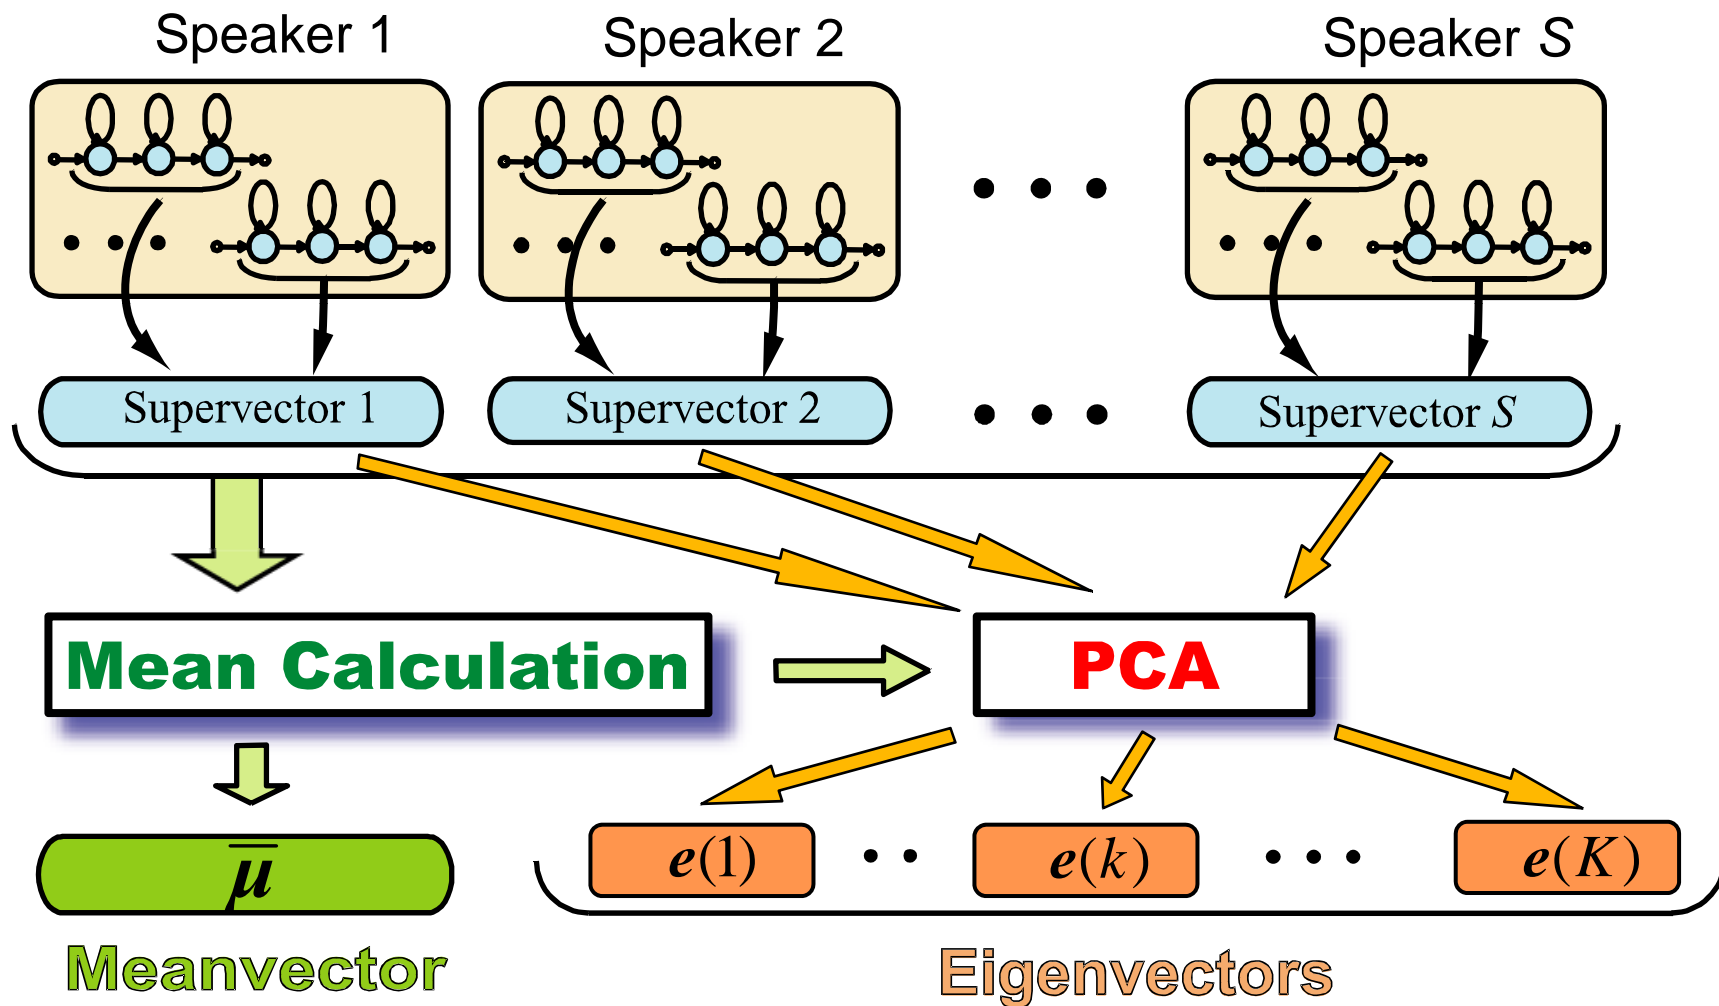 Speaker 1
Speaker 2
Speaker S
Supervector 1
Supervector 2
Supervector S
Mean Calculation
PCA
μ̅
e(1)
e(k)
e(K)
Meanvector
Eigenvectors